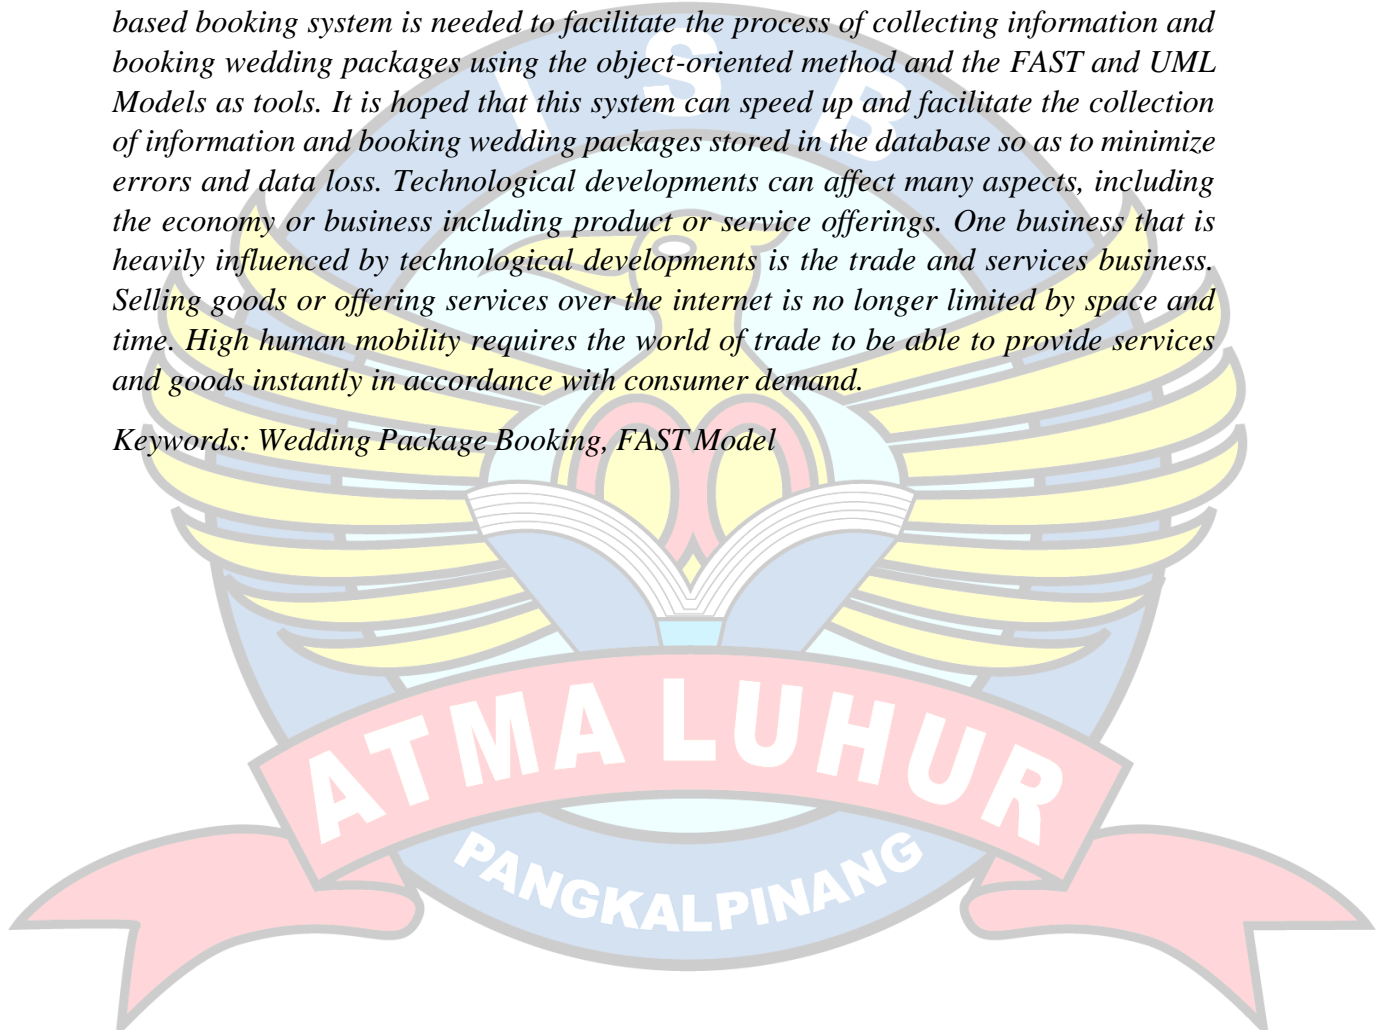 based booking system is needed to facilitate the process of collecting information and
booking wedding packages using the object-oriented method and the FAST and UML
Models as tools. It is hoped that this system can speed up and facilitate the collection
of information and booking wedding packages stored in the database so as to minimize
errors and data loss. Technological developments can affect many aspects, including
the economy or business including product or service offerings. One business that is
heavily influenced by technological developments is the trade and services business.
Selling goods or offering services over the internet is no longer limited by space and
time. High human mobility requires the world of trade to be able to provide services
and goods instantly in accordance with consumer demand.
Keywords: Wedding Package Booking, FAST Model
I S B
ATMA LUHUR
PANGKALPINANG